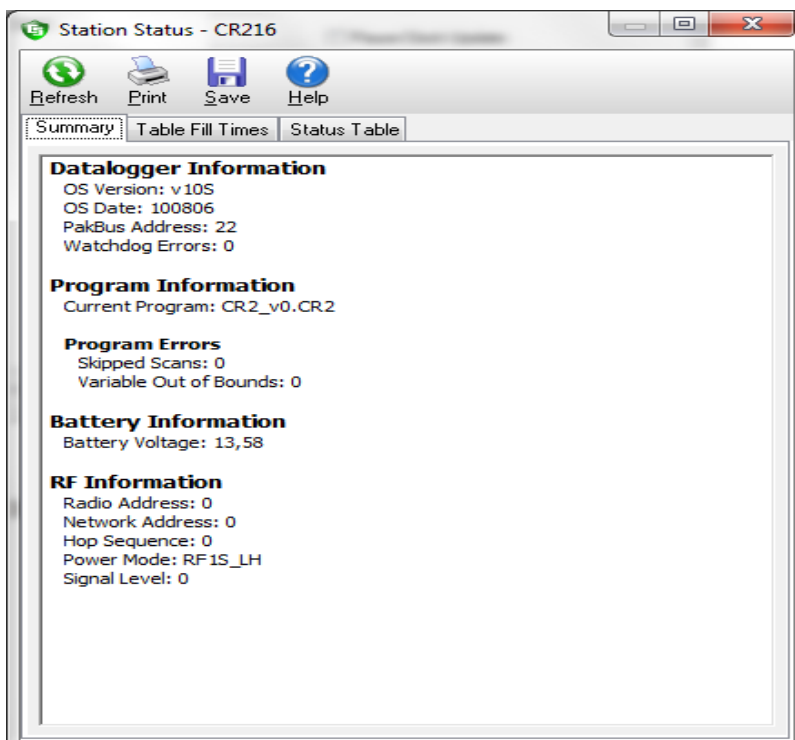 Station Status - CR216
Refresh Print Save Help
Summary Table Fill Times Status Table
Datalogger Information
OS Version: v10S
OS Date: 100806
PakBus Address: 22
Watchdog Errors: 0
Program Information
Current Program: CR2_v0.CR2
Program Errors
Skipped Scans: 0
Variable Out of Bounds: 0
Battery Information
Battery Voltage: 13,58
RF Information
Radio Address: 0
Network Address: 0
Hop Sequence: 0
Power Mode: RF1S_LH
Signal Level: 0